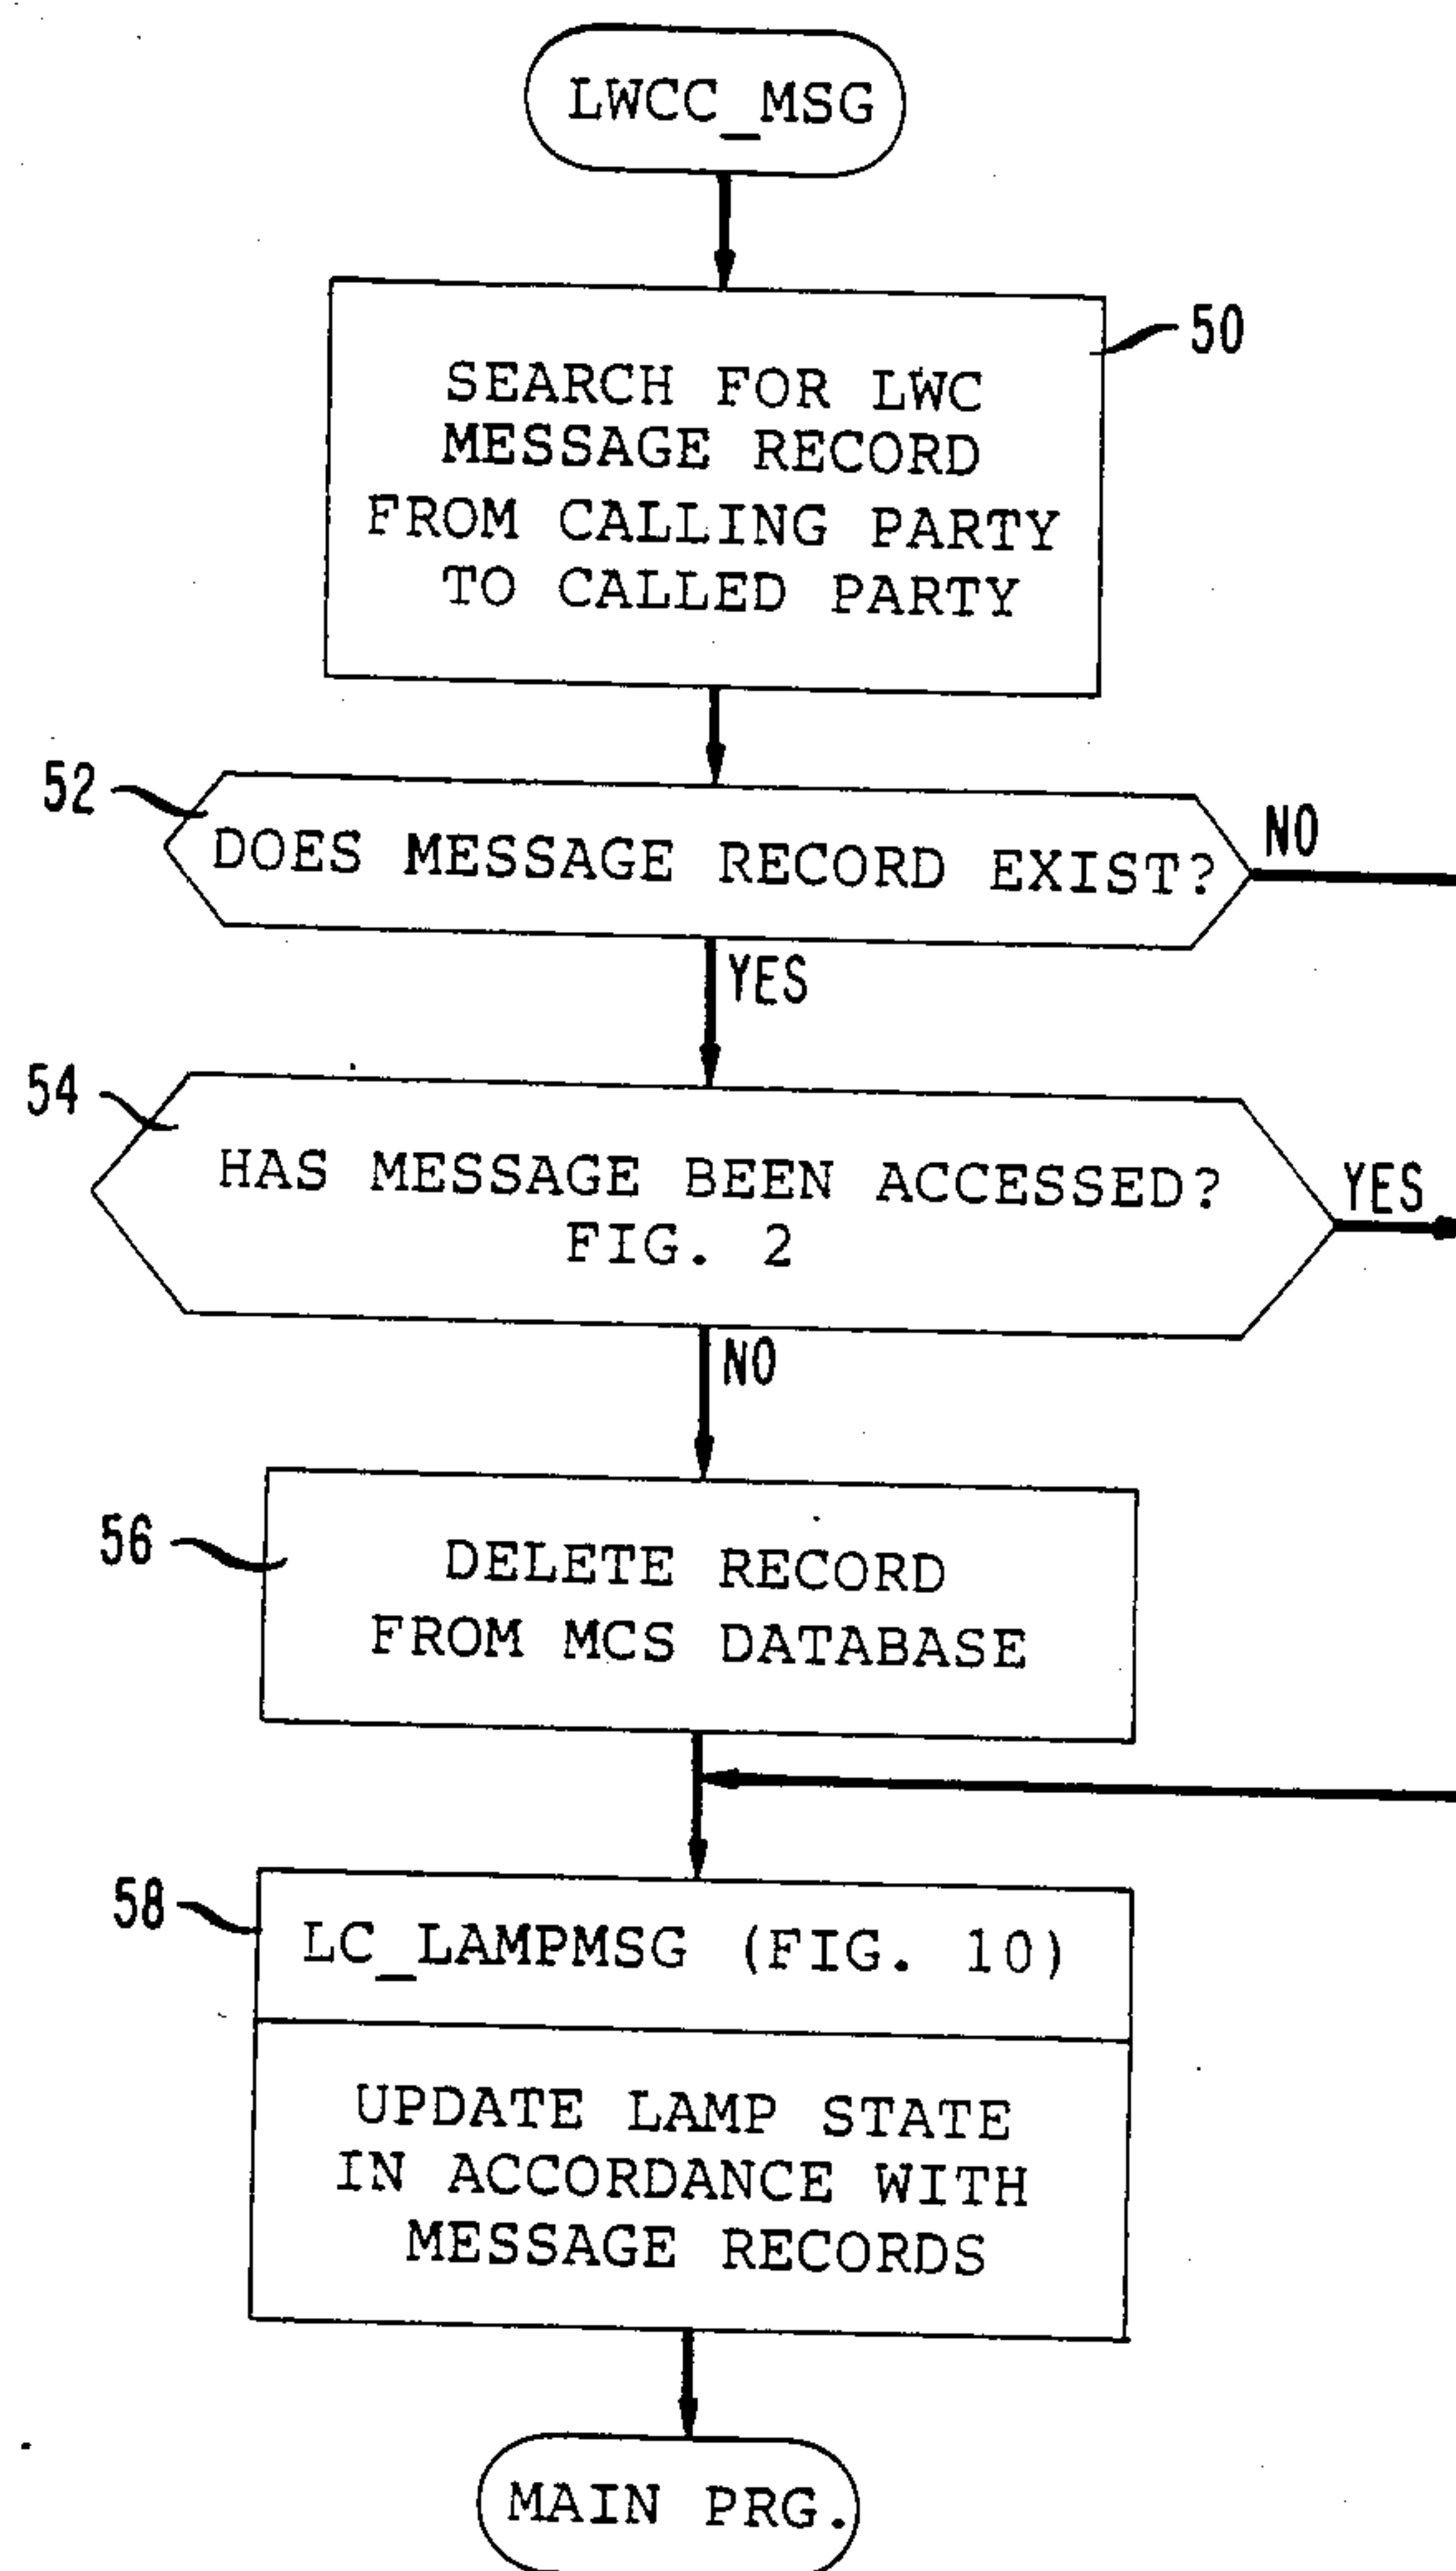 LWCC_MSG
50
SEARCH FOR LWC
MESSAGE RECORD
FROM CALLING PARTY
TO CALLED PARTY
52
DOES MESSAGE RECORD EXIST?
NO
YES
54
HAS MESSAGE BEEN ACCESSED?
FIG. 2
YES
NO
56
DELETE RECORD
FROM MCS DATABASE
58
LC_LAMPMSG (FIG. 10)
UPDATE LAMP STATE
IN ACCORDANCE WITH
MESSAGE RECORDS
MAIN PRG.